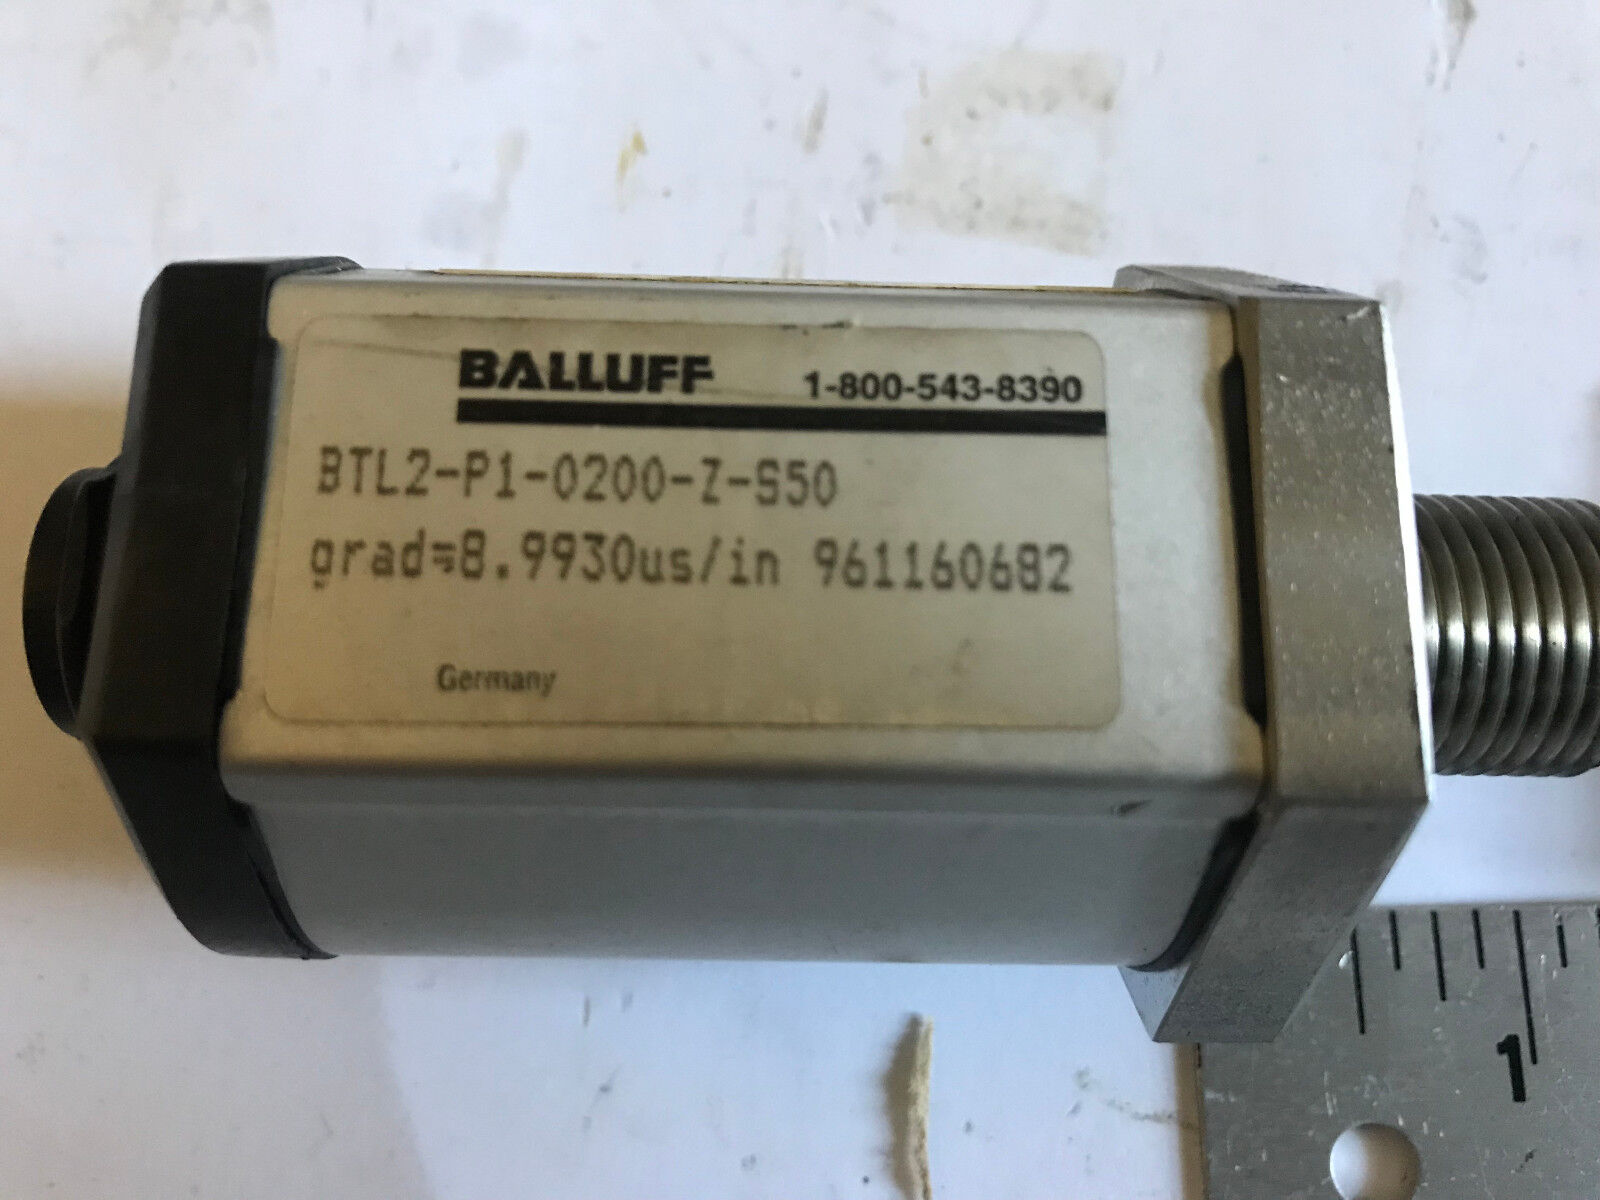 BALLUFF 1-800-543-8390
BTL2-P1-0200-Z-S50
grad=8.9930us/in 961160682
Germany
1